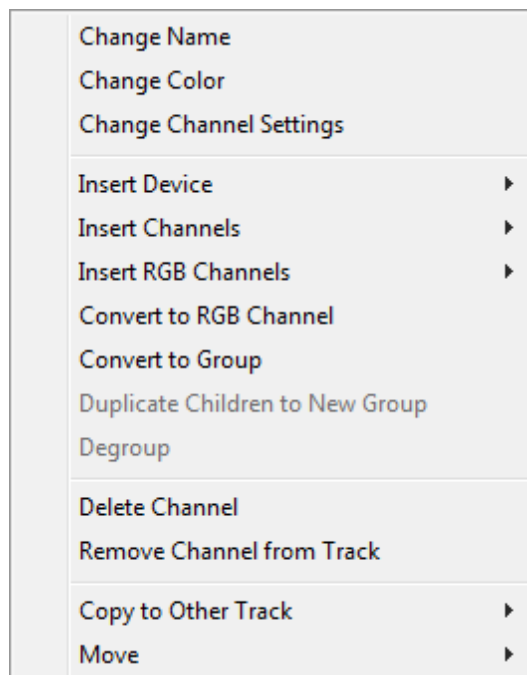 Change Name
Change Color
Change Channel Settings
Insert Device
Insert Channels
Insert RGB Channels
Convert to RGB Channel
Convert to Group
Duplicate Children to New Group
Degroup
Delete Channel
Remove Channel from Track
Copy to Other Track
Move